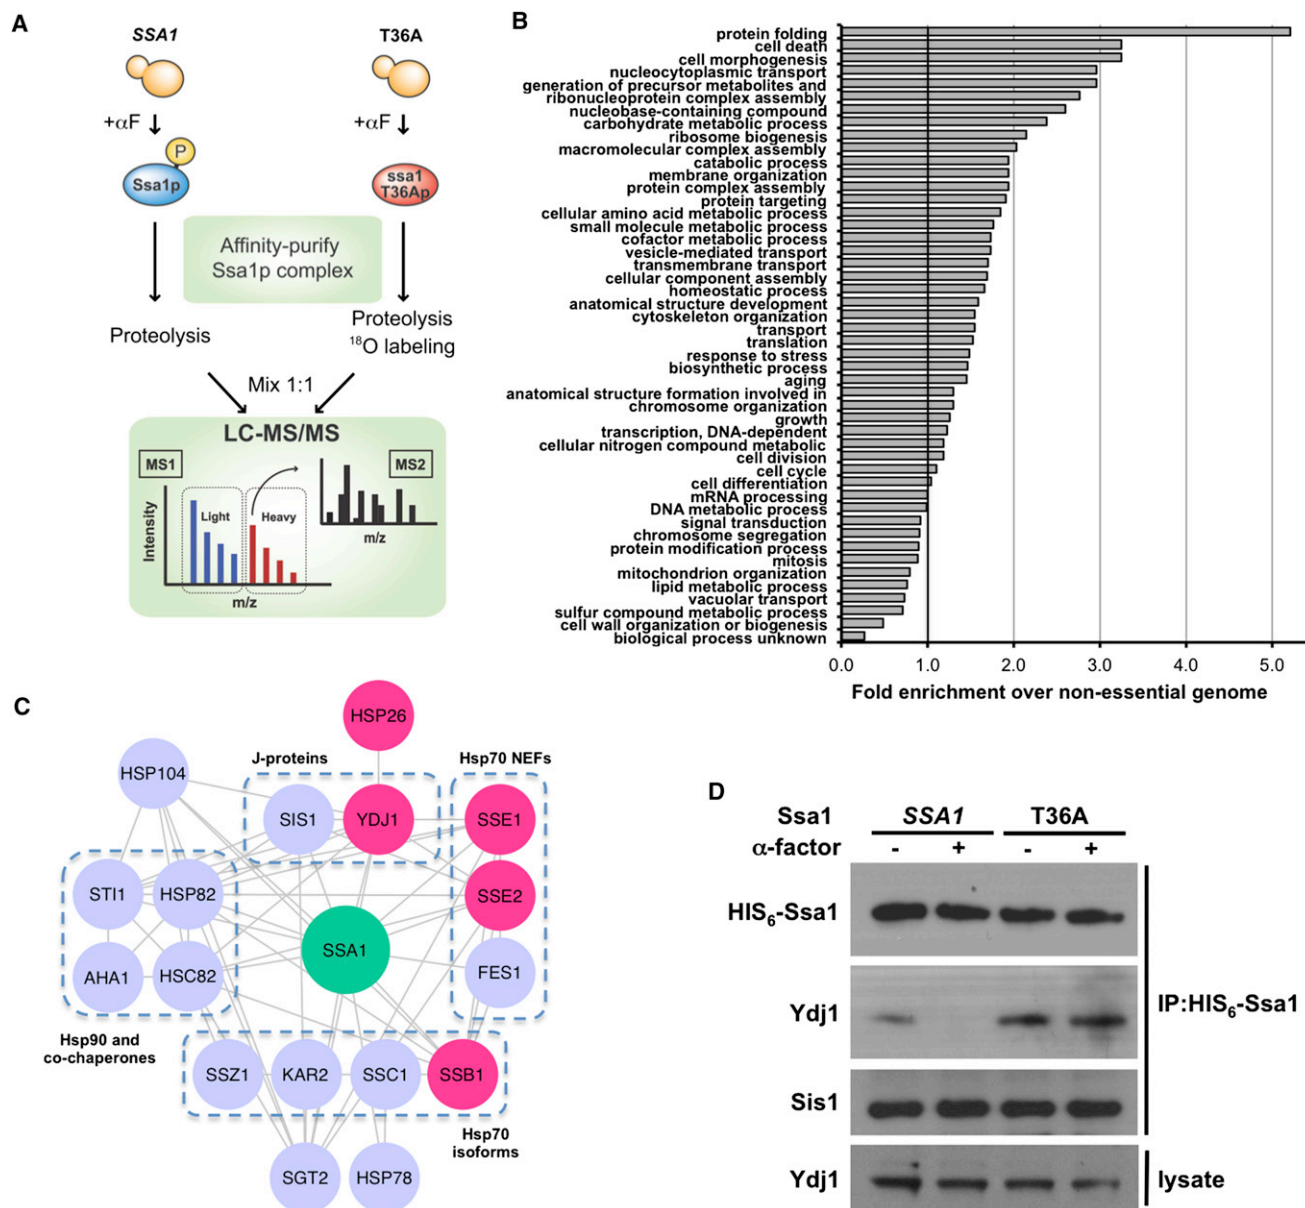 A
SSA1
T36A
+αF
+αF
P
Ssa1p
ssa1
T36Ap
Affinity-purify
Ssa1p complex
Proteolysis
Proteolysis
¹⁸O labeling
Mix 1:1
LC-MS/MS
MS1
MS2
Light
Heavy
Intensity
m/z
m/z
B
protein folding
cell death
cell morphogenesis
nucleocytoplasmic transport
generation of precursor metabolites and
ribonucleoprotein complex assembly
nucleobase-containing compound
carbohydrate metabolic process
ribosome biogenesis
macromolecular complex assembly
catabolic process
membrane organization
protein complex assembly
protein targeting
cellular amino acid metabolic process
small molecule metabolic process
cofactor metabolic process
vesicle-mediated transport
transmembrane transport
cellular component assembly
homeostatic process
anatomical structure development
cytoskeleton organization
transport
translation
response to stress
biosynthetic process
aging
anatomical structure formation involved in
chromosome organization
growth
transcription, DNA-dependent
cellular nitrogen compound metabolic
cell division
cell cycle
cell differentiation
mRNA processing
DNA metabolic process
signal transduction
chromosome segregation
protein modification process
mitosis
mitochondrion organization
lipid metabolic process
vacuolar transport
sulfur compound metabolic process
cell wall organization or biogenesis
biological process unknown
0.0 1.0 2.0 3.0 4.0 5.0
Fold enrichment over non-essential genome
C
HSP26
HSP104
J-proteins
Hsp70 NEFs
SIS1
YDJ1
SSE1
STI1
HSP82
SSE2
SSA1
AHA1
HSC82
FES1
Hsp90 and
co-chaperones
SSZ1
KAR2
SSC1
SSB1
Hsp70
isoforms
SGT2
HSP78
D
Ssa1 SSA1 T36A
α-factor - + - +
HIS₆-Ssa1
Ydj1
IP:HIS₆-Ssa1
Sis1
Ydj1
lysate